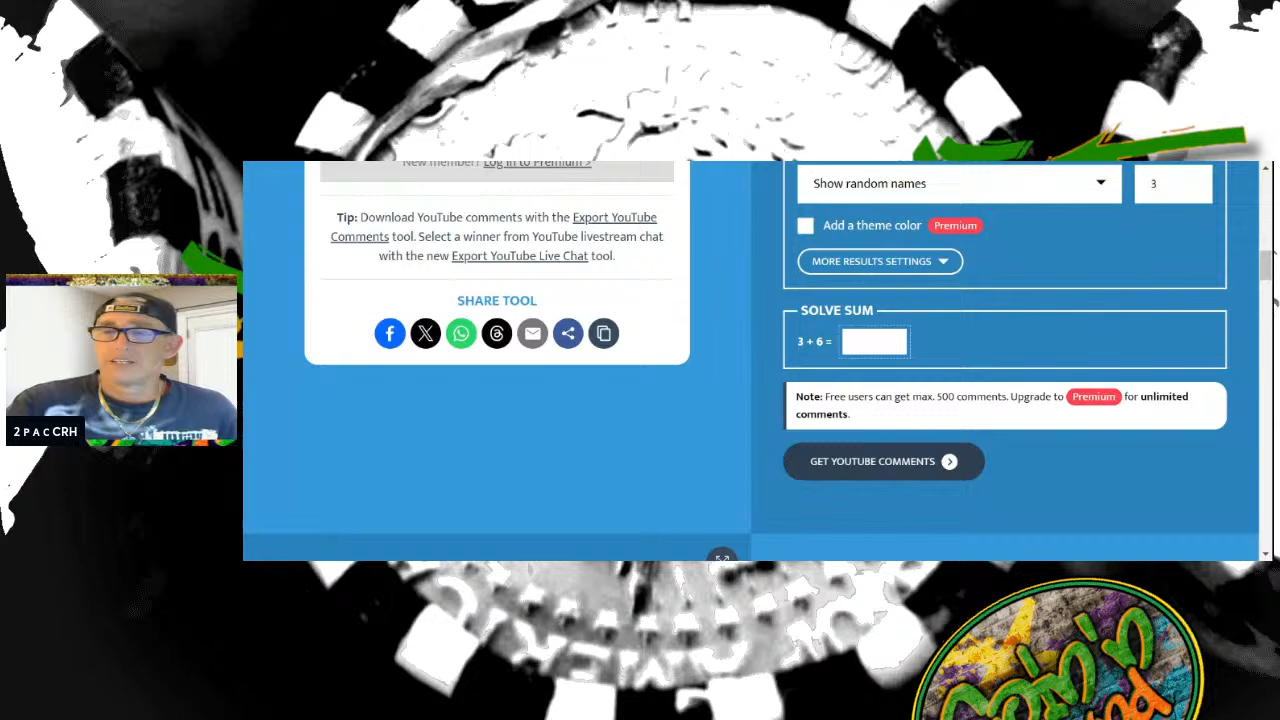 New member? Log in to Premium >
Tip: Download YouTube comments with the Export YouTube
Comments tool. Select a winner from YouTube livestream chat
with the new Export YouTube Live Chat tool.
SHARE TOOL
Show random names
3
Add a theme color Premium
MORE RESULTS SETTINGS
SOLVE SUM
3 + 6 =
Note: Free users can get max. 500 comments. Upgrade to Premium for unlimited
comments.
GET YOUTUBE COMMENTS
2 P A C CRH
Coin'n